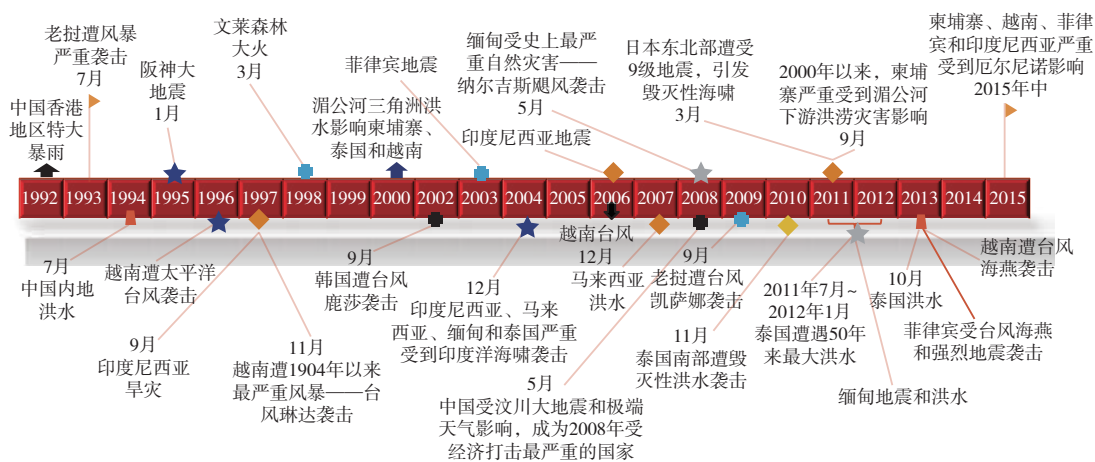 老挝遭风暴
严重袭击
7月
中国香港
地区特大
暴雨
阪神大
地震
1月
文莱森林
大火
3月
菲律宾地震
湄公河三角洲洪
水影响柬埔寨、
泰国和越南
缅甸受史上最严
重自然灾害——
纳尔吉斯飓风袭击
5月
印度尼西亚地震
日本东北部遭受
9级地震，引发
毁灭性海啸
3月
2000年以来，柬埔
寨严重受到湄公河
下游洪涝灾害影响
9月
柬埔寨、越南、菲律
宾和印度尼西亚严重
受到厄尔尼诺影响
2015年中
1992 1993 1994 1995 1996 1997 1998 1999 2000 2002 2003 2004 2005 2006 2007 2008 2009 2010 2011 2012 2013 2014 2015
7月
中国内地
洪水
越南遭太平洋
台风袭击
9月
印度尼西亚
旱灾
11月
越南遭1904年以来
最严重风暴——台
风琳达袭击
9月
韩国遭台风
鹿莎袭击
12月
印度尼西亚、马来
西亚、缅甸和泰国严重
受到印度洋海啸袭击
越南台风
12月
马来西亚
洪水
5月
中国受汶川大地震和极端
天气影响，成为2008年受
经济打击最严重的国家
9月
老挝遭台风
凯萨娜袭击
11月
泰国南部遭毁
灭性洪水袭击
2011年7月~
2012年1月
泰国遭遇50年
来最大洪水
缅甸地震和洪水
10月
泰国洪水
菲律宾受台风海燕
和强烈地震袭击
越南遭台风
海燕袭击